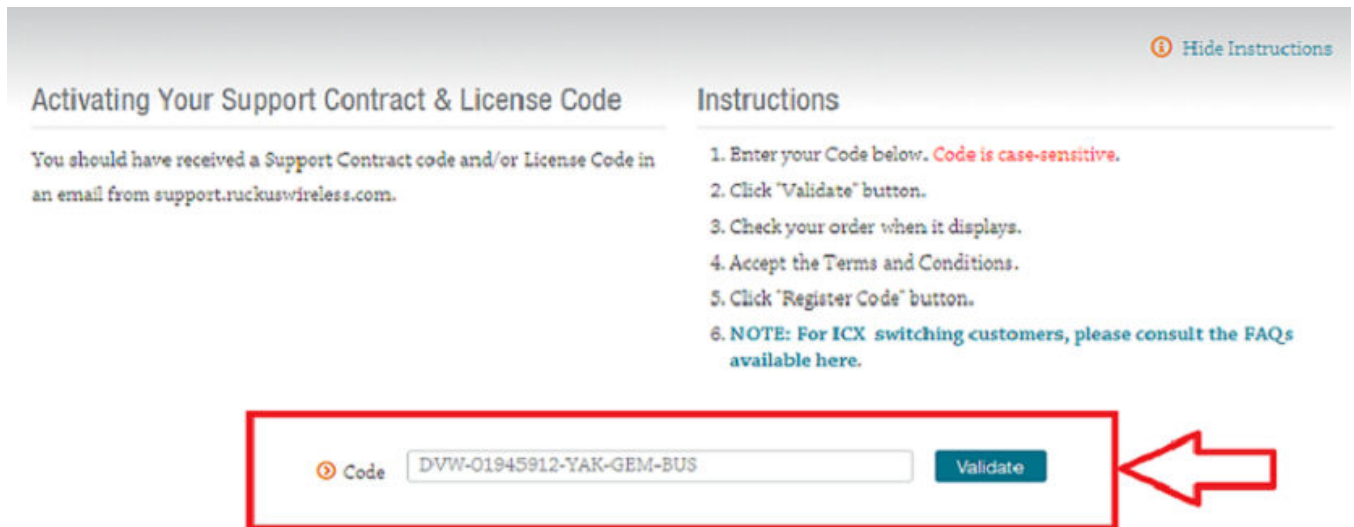 Hide Instructions
Activating Your Support Contract & License Code
You should have received a Support Contract code and/or License Code in
an email from support.ruckuswireless.com.
Instructions
1. Enter your Code below. Code is case-sensitive.
2. Click "Validate" button.
3. Check your order when it displays.
4. Accept the Terms and Conditions.
5. Click "Register Code" button.
6. NOTE: For ICX switching customers, please consult the FAQs
available here.
Code DVW-01945912-YAK-GEM-BUS Validate